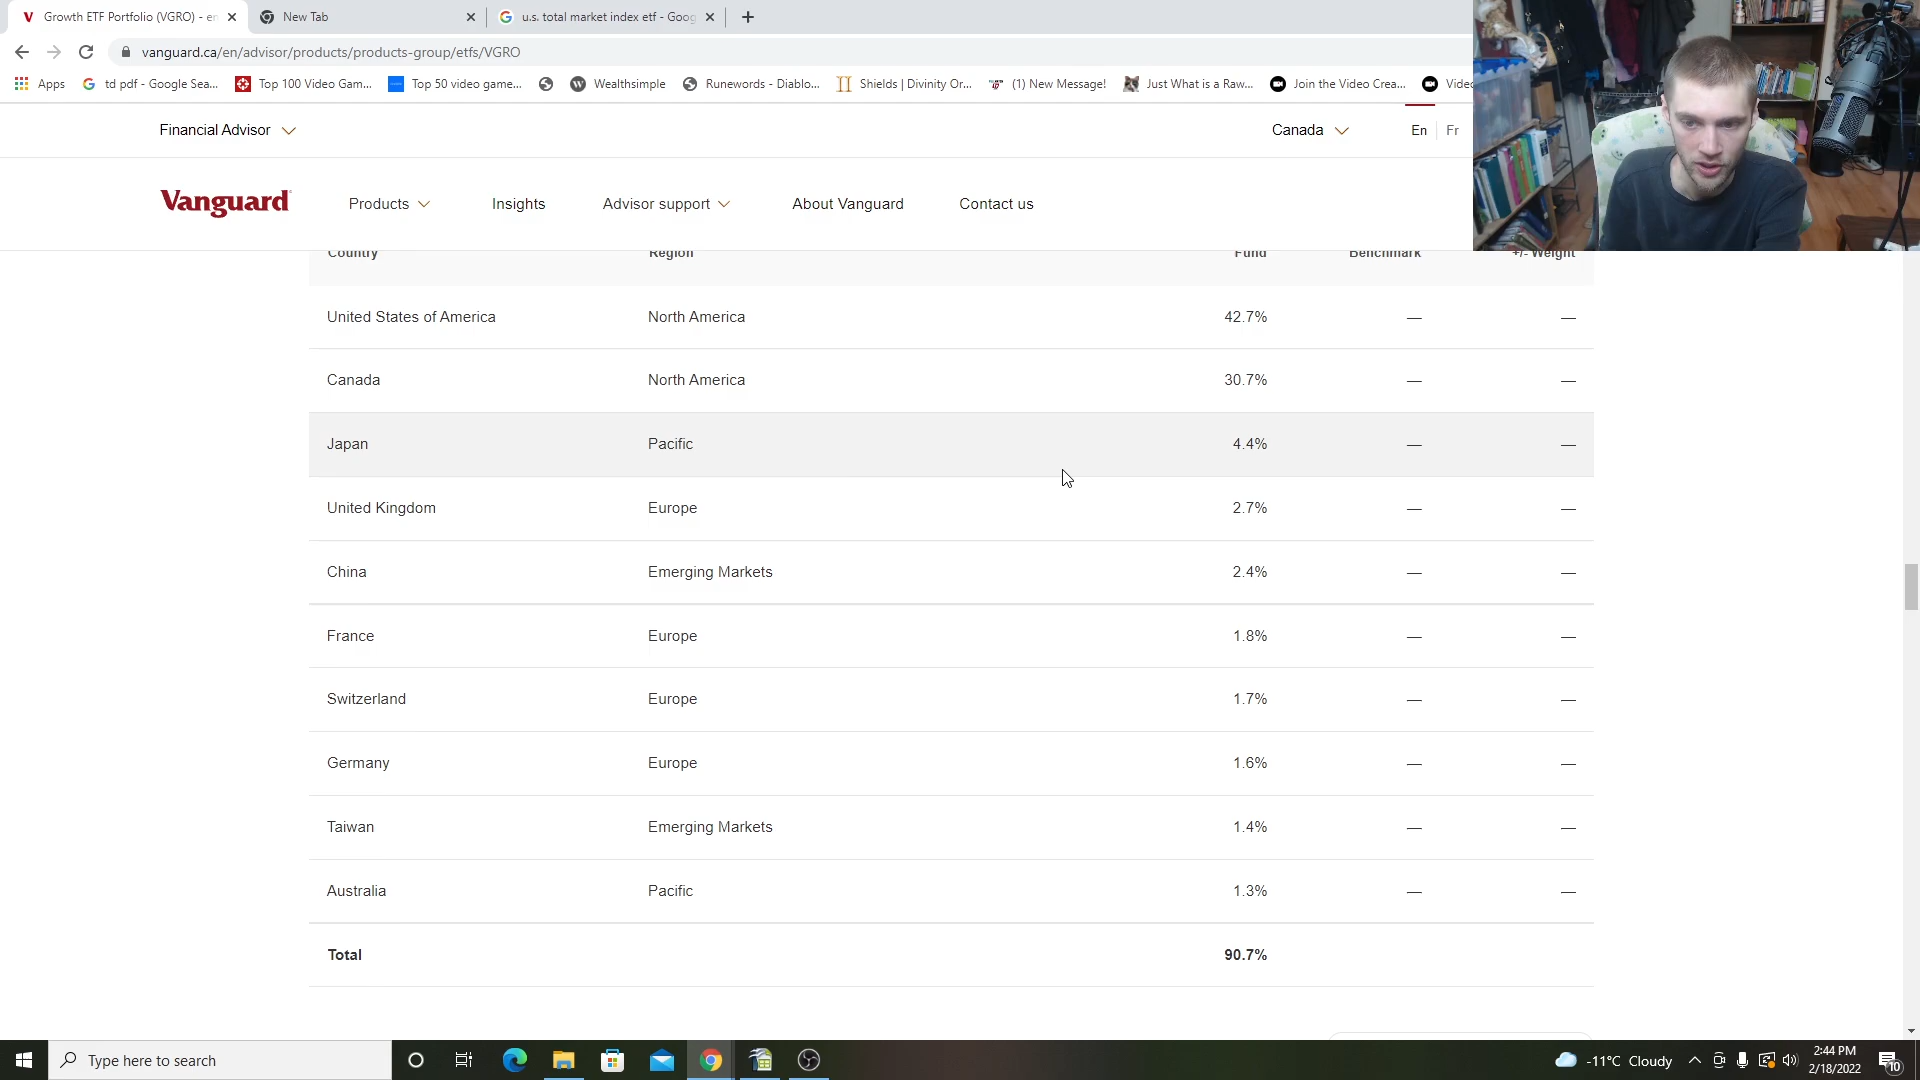 Growth ETF Portfolio (VGRO) - en
New Tab
u.s. total market index etf - Goog
vanguard.ca/en/advisor/products/products-group/etfs/VGRO
Apps
td pdf - Google Sea...
Top 100 Video Gam...
Top 50 video game...
Wealthsimple
Runewords - Diablo...
Shields | Divinity Or...
(1) New Message!
Just What is a Raw...
Join the Video Crea...
Videc
Financial Advisor
Canada
En
Fr
Vanguard
Products
Insights
Advisor support
About Vanguard
Contact us
Country Region Fund Benchmark +/- Weight
United States of America North America 42.7% — —
Canada North America 30.7% — —
Japan Pacific 4.4% — —
United Kingdom Europe 2.7% — —
China Emerging Markets 2.4% — —
France Europe 1.8% — —
Switzerland Europe 1.7% — —
Germany Europe 1.6% — —
Taiwan Emerging Markets 1.4% — —
Australia Pacific 1.3% — —
Total 90.7%
Type here to search
-11°C Cloudy
2:44 PM
2/18/2022
10